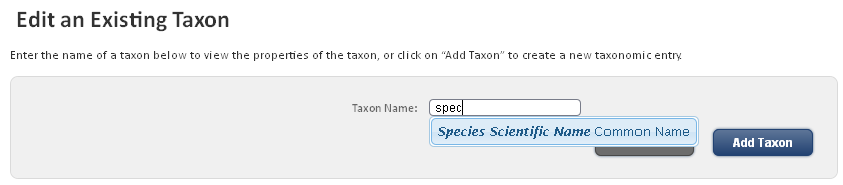 Edit an Existing Taxon
Enter the name of a taxon below to view the properties of the taxon, or click on “Add Taxon” to create a new taxonomic entry.
Taxon Name: spec
Species Scientific Name Common Name
Add Taxon